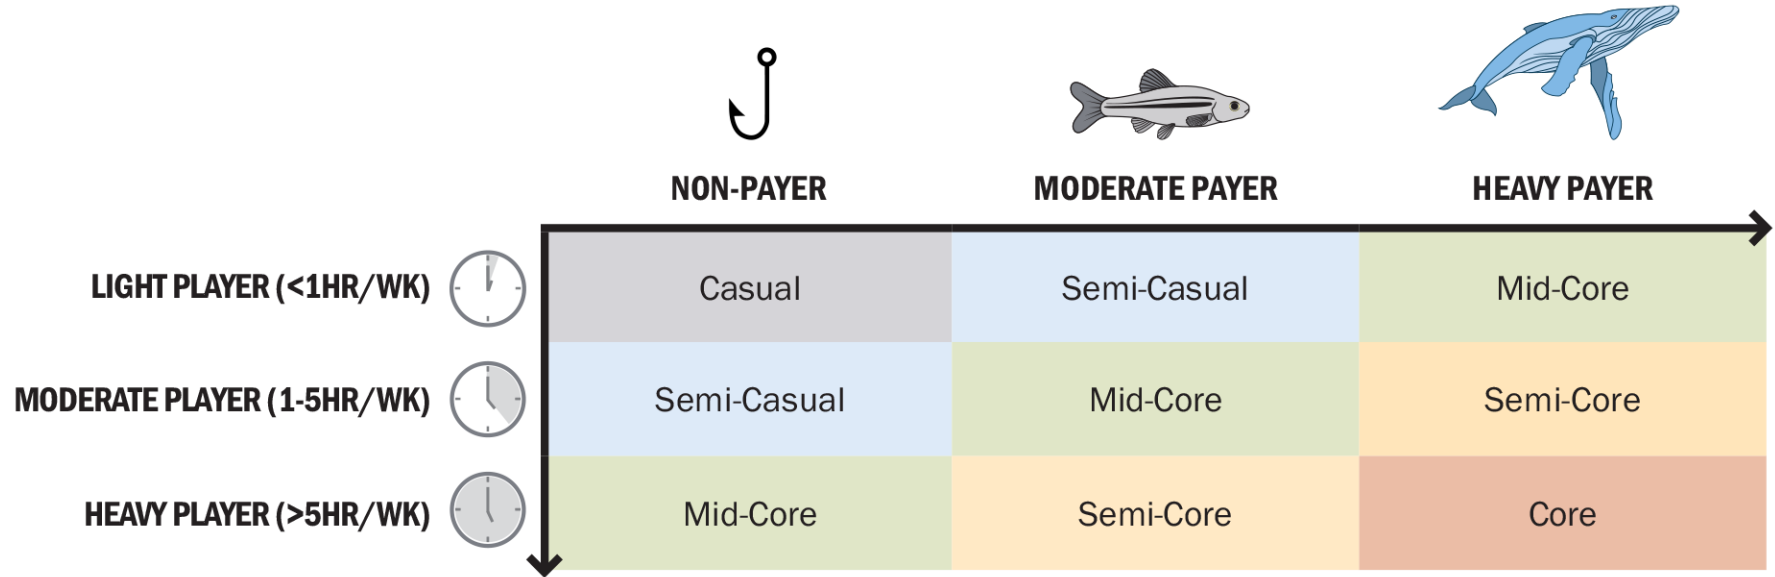 NON-PAYER MODERATE PAYER HEAVY PAYER
LIGHT PLAYER (<1HR/WK) Casual Semi-Casual Mid-Core
MODERATE PLAYER (1-5HR/WK) Semi-Casual Mid-Core Semi-Core
HEAVY PLAYER (>5HR/WK) Mid-Core Semi-Core Core